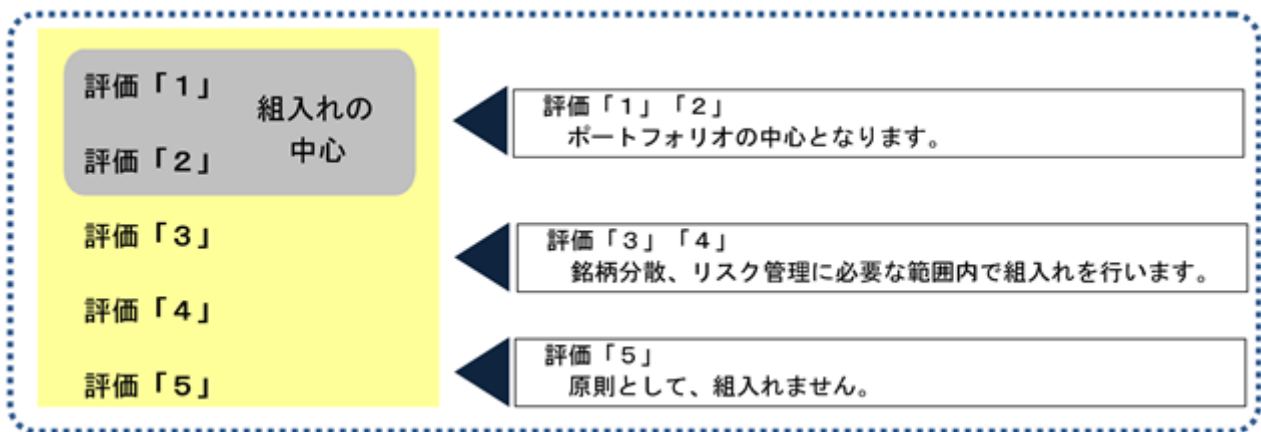 評価「１」
組入れの
中心
評価「２」
評価「３」
評価「４」
評価「５」
評価「１」「２」
ポートフォリオの中心となります。
評価「３」「４」
銘柄分散、リスク管理に必要な範囲内で組入れを行います。
評価「５」
原則として、組入れません。